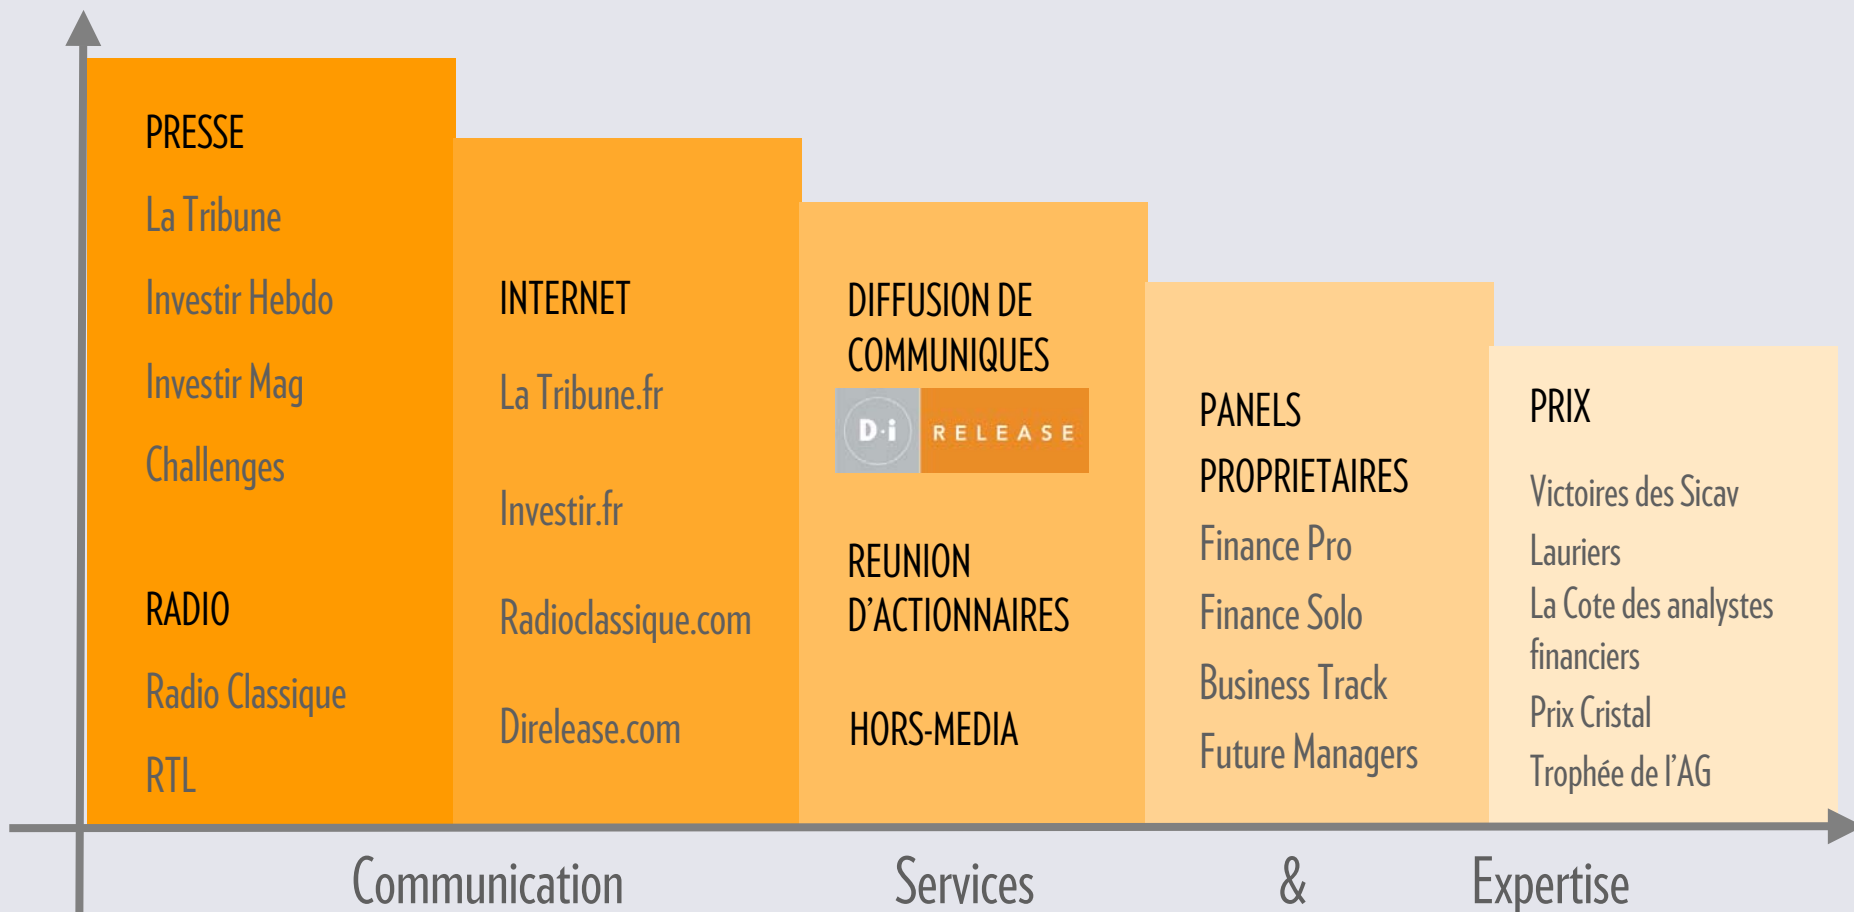 PRESSE
La Tribune
Investir Hebdo
Investir Mag
Challenges
RADIO
Radio Classique
RTL
INTERNET
La Tribune.fr
Investir.fr
Radioclassique.com
Direlease.com
DIFFUSION DE
COMMUNIQUES
D·i RELEASE
REUNION
D’ACTIONNAIRES
HORS-MEDIA
PANELS
PROPRIETAIRES
Finance Pro
Finance Solo
Business Track
Future Managers
PRIX
Victoires des Sicav
Lauriers
La Cote des analystes
financiers
Prix Cristal
Trophée de l’AG
Communication Services & Expertise